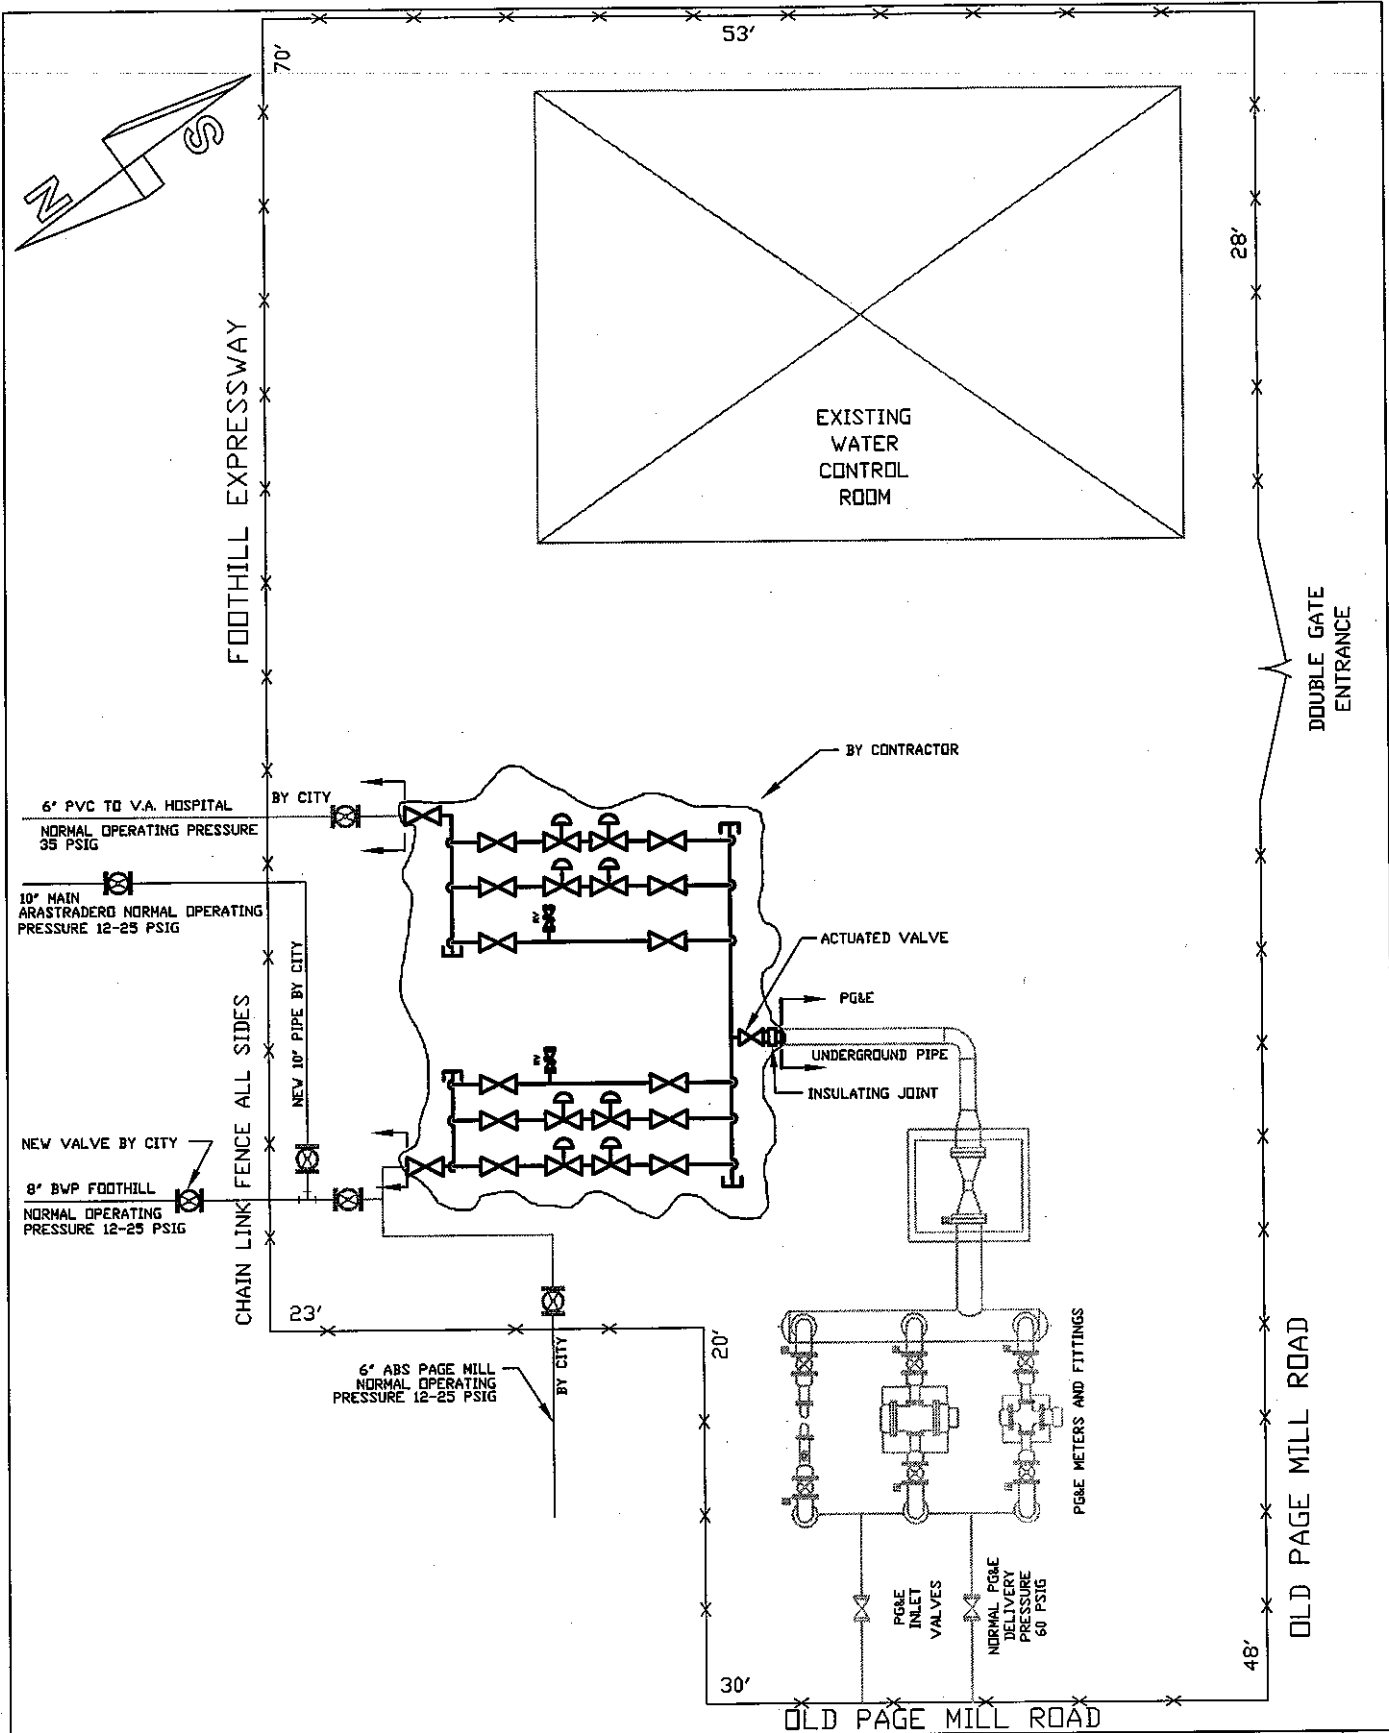 53'
70'
S
N
28'
FOOTHILL EXPRESSWAY
EXISTING
WATER
CONTROL
ROOM
DOUBLE GATE
ENTRANCE
BY CONTRACTOR
6" PVC TO V.A. HOSPITAL
BY CITY
NORMAL OPERATING PRESSURE
35 PSIG
10" MAIN
ARASTRADERO NORMAL OPERATING
PRESSURE 12-25 PSIG
NEW 10" PIPE BY CITY
RV
ACTUATED VALVE
PG&E
UNDERGROUND PIPE
INSULATING JOINT
RV
CHAIN LINK FENCE ALL SIDES
NEW VALVE BY CITY
8" BWP FOOTHILL
NORMAL OPERATING
PRESSURE 12-25 PSIG
23'
20'
6" ABS PAGE MILL
NORMAL OPERATING
PRESSURE 12-25 PSIG
BY CITY
PG&E METERS AND FITTINGS
PG&E
INLET
VALVES
NORMAL PG&E
DELIVERY
PRESSURE
60 PSIG
OLD PAGE MILL ROAD
48'
30'
OLD PAGE MILL ROAD